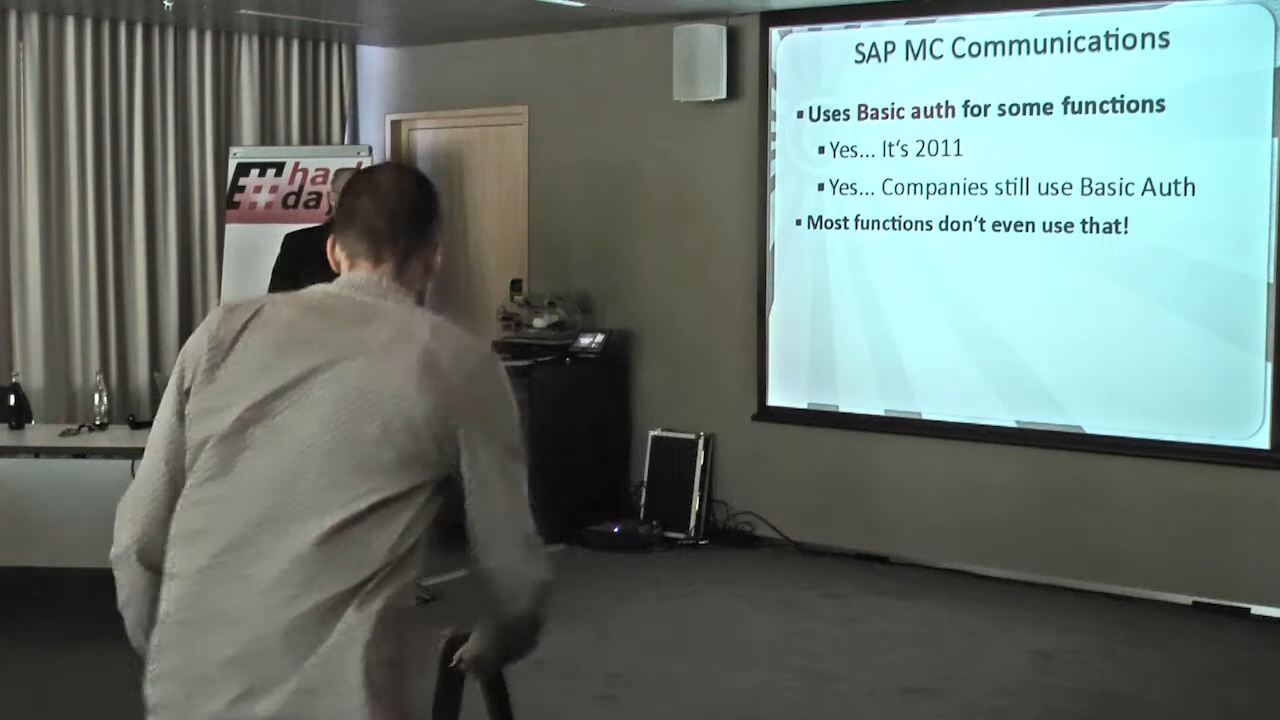 SAP MC Communications
▪ Uses Basic auth for some functions
▪ Yes... It's 2011
▪ Yes... Companies still use Basic Auth
▪ Most functions don't even use that!
day